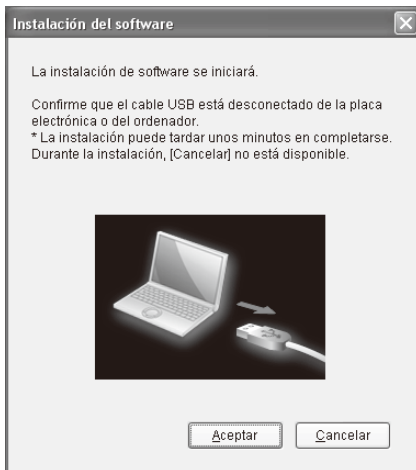 Instalación del software
La instalación de software se iniciará.
Confirme que el cable USB está desconectado de la placa
electrónica o del ordenador.
* La instalación puede tardar unos minutos en completarse.
Durante la instalación, [Cancelar] no está disponible.
Aceptar Cancelar